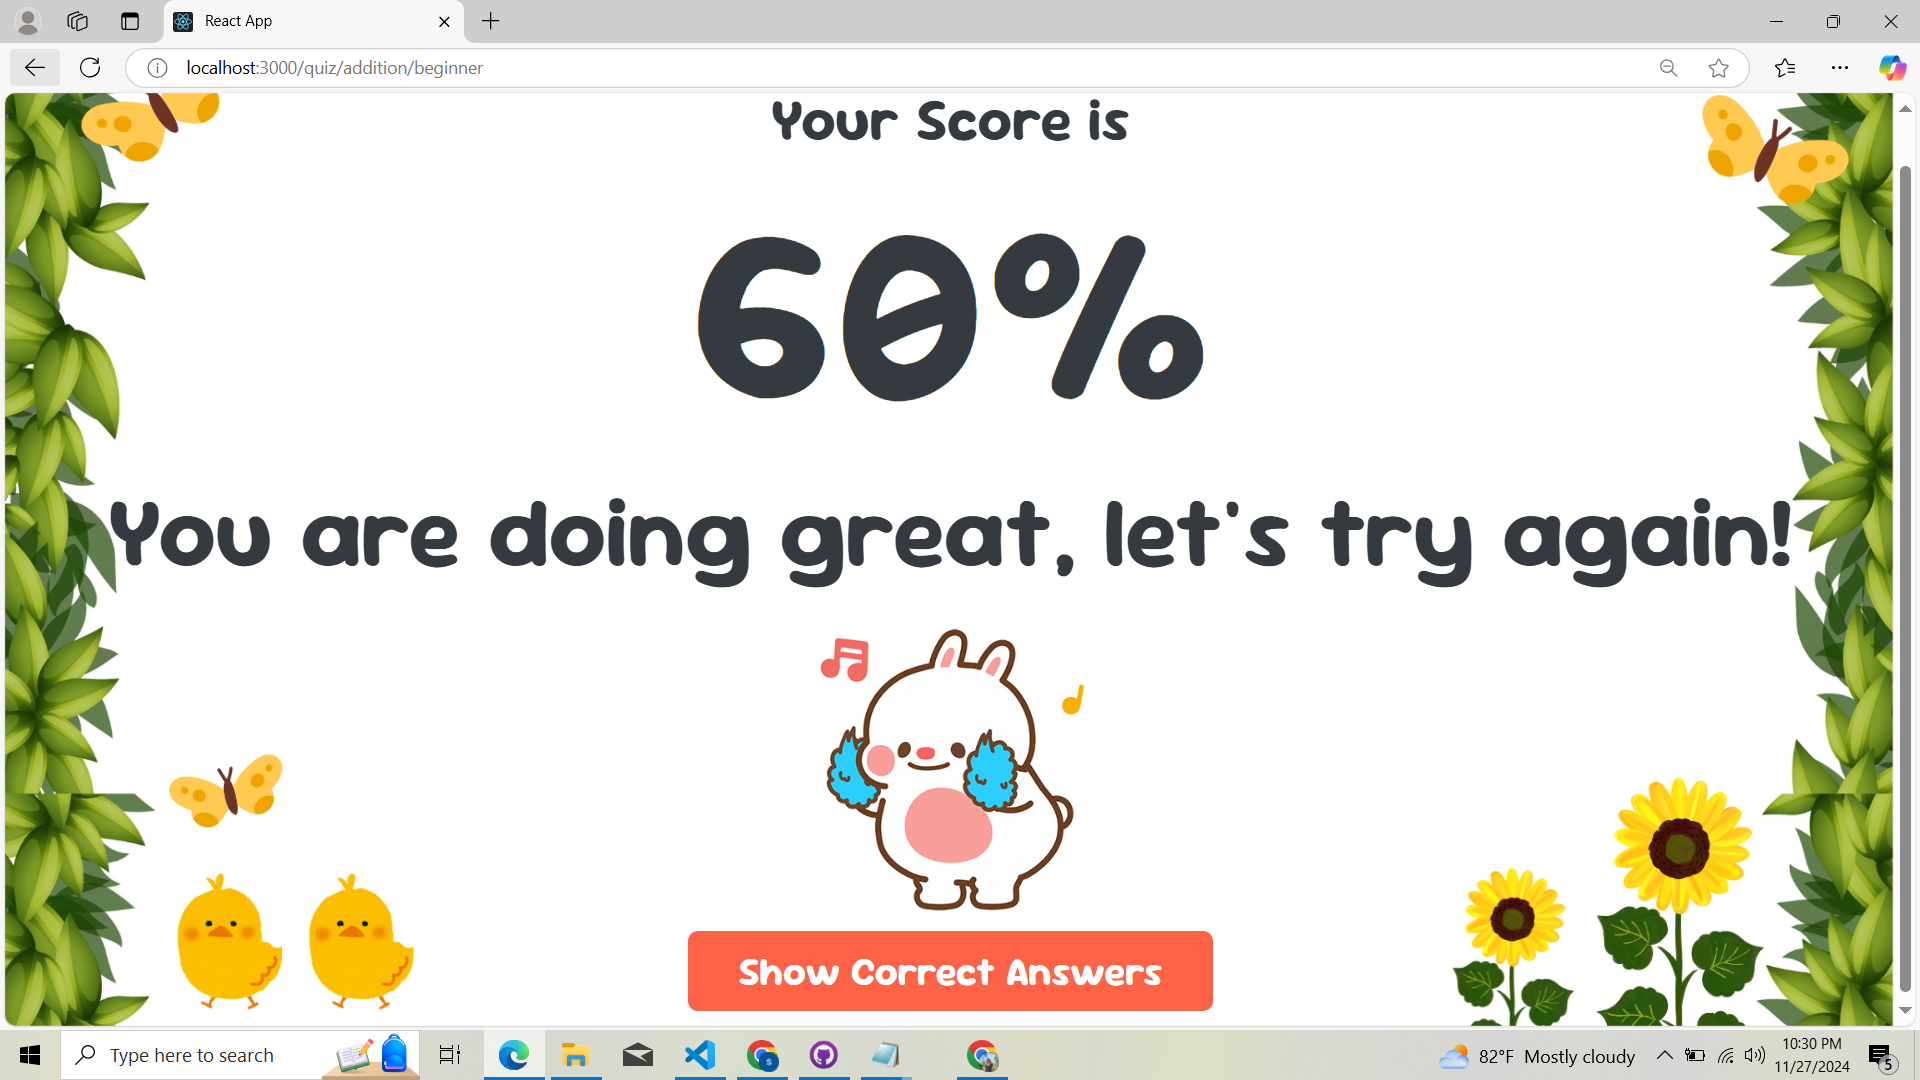 React App
localhost:3000/quiz/addition/beginner
Your Score is
60%
You are doing great, let's try again!
Show Correct Answers
Type here to search
82°F Mostly cloudy
10:30 PM
11/27/2024
5